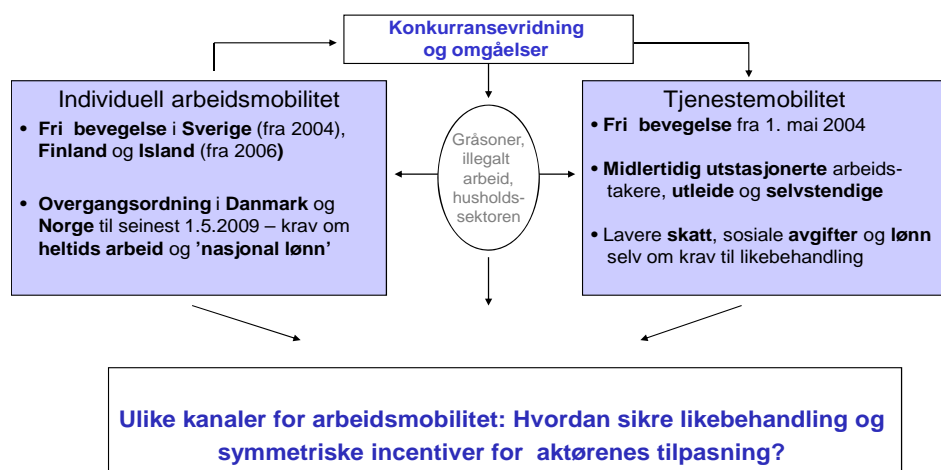 Konkurransevridning
og omgåelser
Individuell arbeidsmobilitet
• Fri bevegelse i Sverige (fra 2004),
Finland og Island (fra 2006)
• Overgangsordning i Danmark og
Norge til seinest 1.5.2009 – krav om
heltids arbeid og ’nasjonal lønn’
Gråsoner,
illegalt
arbeid,
husholds-
sektoren
Tjenestemobilitet
• Fri bevegelse fra 1. mai 2004
• Midlertidig utstasjonerte arbeids-
takere, utleide og selvstendige
• Lavere skatt, sosiale avgifter og lønn
selv om krav til likebehandling
Ulike kanaler for arbeidsmobilitet: Hvordan sikre likebehandling og
symmetriske incentiver for aktørenes tilpasning?